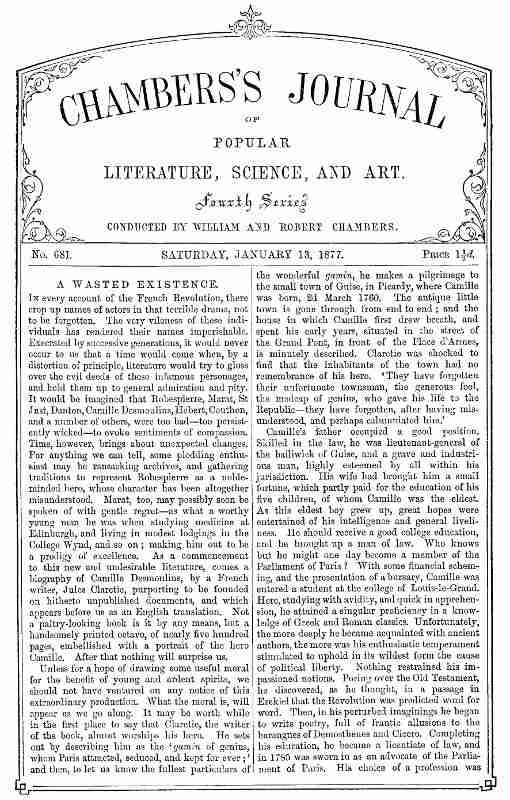 CHAMBERS'S JOURNAL
OF
POPULAR
LITERATURE, SCIENCE, AND ART.
Fourth Series
CONDUCTED BY WILLIAM AND ROBERT CHAMBERS.
No. 681.
SATURDAY, JANUARY 13, 1877.
PRICE 1½d.
A WASTED EXISTENCE.
IN every account of the French Revolution, there
crop up names of actors in that terrible drama, not
to be forgotten. The very vileness of these indi-
viduals has rendered their names imperishable.
Execrated by successive generations, it would never
occur to us that a time would come when, by a
distortion of principle, literature would try to gloss
over the evil deeds of these infamous personages,
and hold them up to general admiration and pity.
It would be imagined that Robespierre, Marat, St
Just, Danton, Camille Desmoulins, Hébert, Couthon,
and a number of others, were too bad—too persist-
ently wicked—to evoke sentiments of compassion.
Time, however, brings about unexpected changes.
For anything we can tell, some plodding enthu-
siast may be ransacking archives, and gathering
traditions to represent Robespierre as a noble-
minded hero, whose character has been altogether
misunderstood. Marat, too, may possibly soon be
spoken of with gentle regret—as what a worthy
young man he was when studying medicine at
Edinburgh, and living in modest lodgings in the
College Wynd, and so on; making him out to be
a prodigy of excellence. As a commencement
to this new and undesirable literature, comes a
biography of Camille Desmoulins, by a French
writer, Jules Claretie, purporting to be founded
on hitherto unpublished documents, and which
appears before us as an English translation. Not
a paltry-looking book is it by any means, but a
handsomely printed octavo, of nearly five hundred
pages, embellished with a portrait of the hero
Camille. After that nothing will surprise us.
Unless for a hope of drawing some useful moral
for the benefit of young and ardent spirits, we
should not have ventured on any notice of this
extraordinary production. What the moral is, will
appear as we go along. It may be worth while
in the first place to say that Claretie, the writer
of the book, almost worships his hero. He sets
out by describing him as the 'gamin of genius,
whom Paris attracted, seduced, and kept for ever;'
and then, to let us know the fullest particulars of
the wonderful gamin, he makes a pilgrimage to
the small town of Guise, in Picardy, where Camille
was born, 2d March 1760. The antique little
town is gone through from end to end; and the
house in which Camille first drew breath, and
spent his early years, situated in the street of
the Grand Pont, in front of the Place d'Armes,
is minutely described. Claretie was shocked to
find that the inhabitants of the town had no
remembrance of his hero. 'They have forgotten
their unfortunate townsman, the generous fool,
the madcap of genius, who gave his life to the
Republic—they have forgotten, after having mis-
understood, and perhaps calumniated him.'
Camille's father occupied a good position.
Skilled in the law, he was lieutenant-general of
the bailiwick of Guise, and a grave and industri-
ous man, highly esteemed by all within his
jurisdiction. His wife had brought him a small
fortune, which partly paid for the education of his
five children, of whom Camille was the eldest.
As this eldest boy grew up, great hopes were
entertained of his intelligence and general liveli-
ness. He should receive a good college education,
and be brought up a man of law. Who knows
but he might one day become a member of the
Parliament of Paris? With some financial schem-
ing, and the presentation of a bursary, Camille was
entered a student at the college of Louis-le-Grand.
Here, studying with avidity, and quick in apprehen-
sion, he attained a singular proficiency in a know-
ledge of Greek and Roman classics. Unfortunately,
the more deeply he became acquainted with ancient
authors, the more was his enthusiastic temperament
stimulated to uphold in its wildest form the cause
of political liberty. Nothing restrained his im-
passioned notions. Poring over the Old Testament,
he discovered, as he thought, in a passage in
Ezekiel that the Revolution was predicted word for
word. Then, in his perturbed imaginings he began
to write poetry, full of frantic allusions to the
harangues of Demosthenes and Cicero. Completing
his education, he became a licentiate of law, and
in 1785 was sworn in as an advocate of the Parlia-
ment of Paris. His choice of a profession was